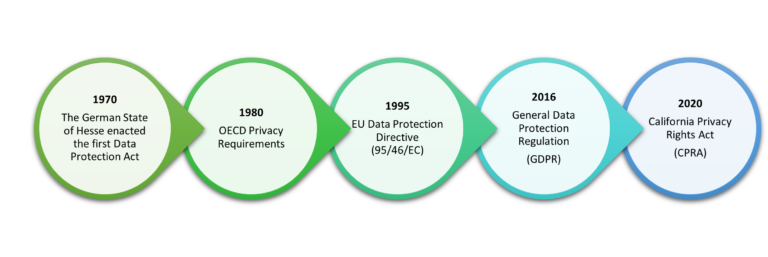 1970
The German State
of Hesse enacted
the first Data
Protection Act
1980
OECD Privacy
Requirements
1995
EU Data Protection
Directive
(95/46/EC)
2016
General Data
Protection
Regulation
(GDPR)
2020
California Privacy
Rights Act
(CPRA)